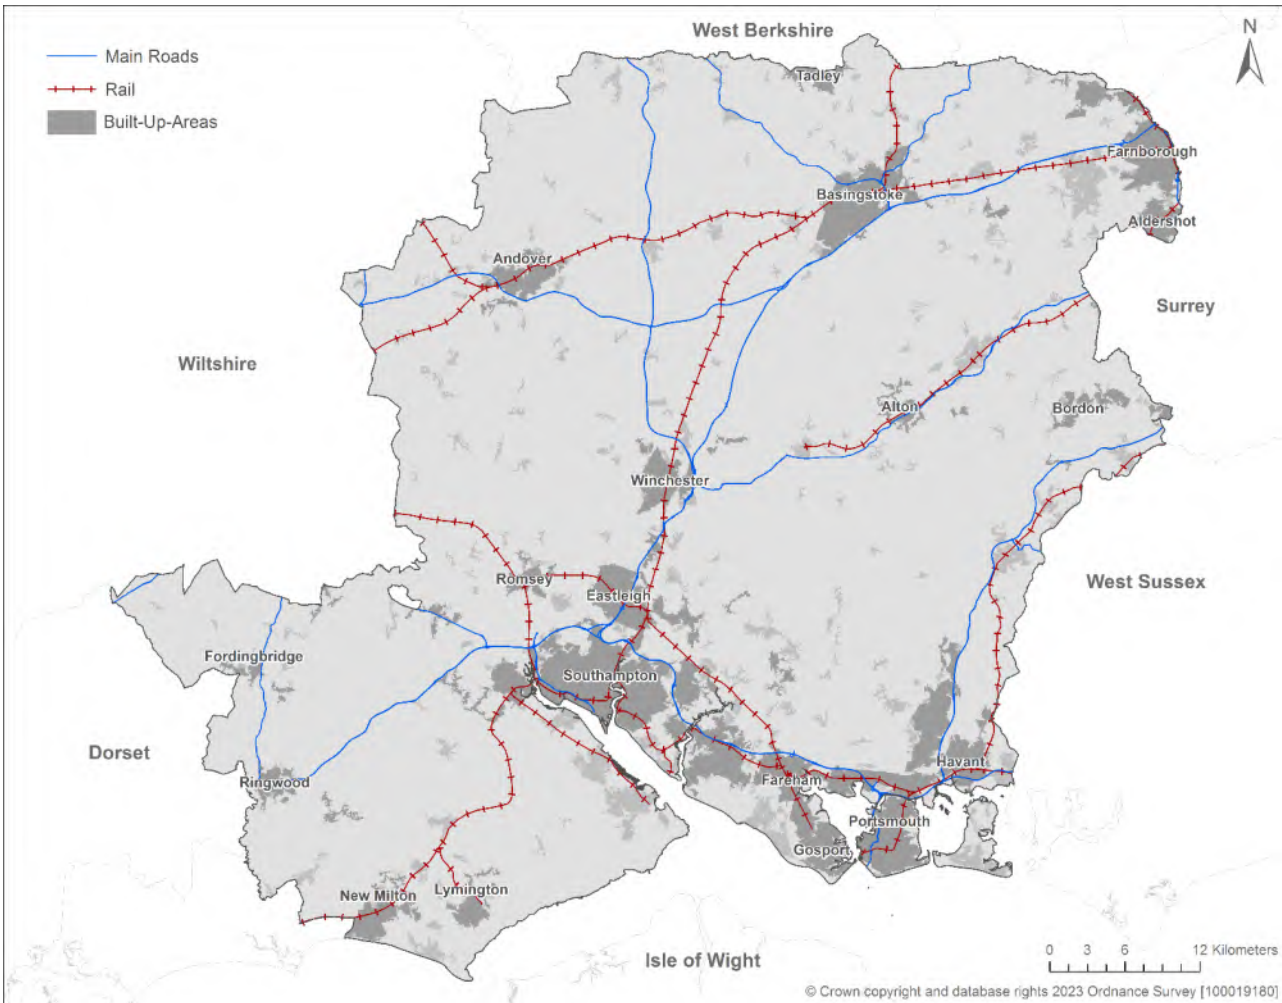 West Berkshire
N
Main Roads
Rail
Built-Up-Areas
Tadley
Farnborough
Basingstoke
Aldershot
Andover
Surrey
Wiltshire
Alton
Bordon
Winchester
Romsey
Eastleigh
West Sussex
Fordingbridge
Southampton
Dorset
Ringwood
Havant
Fareham
Portsmouth
Gosport
New Milton
Lymington
Isle of Wight
0 3 6 12 Kilometers
© Crown copyright and database rights 2023 Ordnance Survey [100019180]